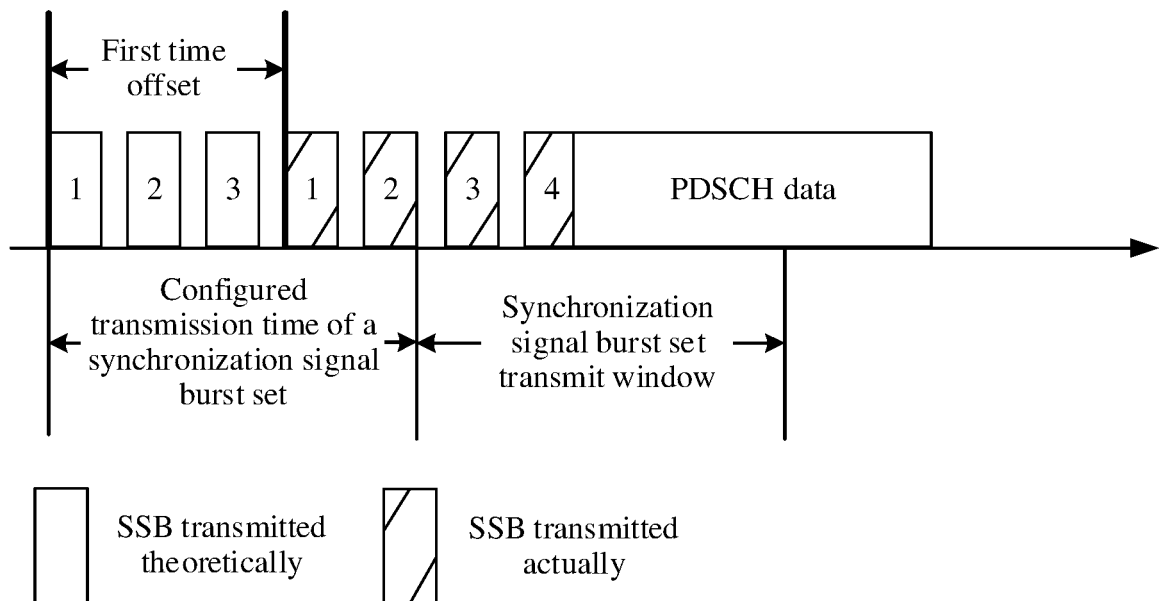 First time
offset
1 2 3 1 2 3 4 PDSCH data
Configured
transmission time of a
synchronization signal
burst set
Synchronization
signal burst set
transmit window
SSB transmitted
theoretically
SSB transmitted
actually